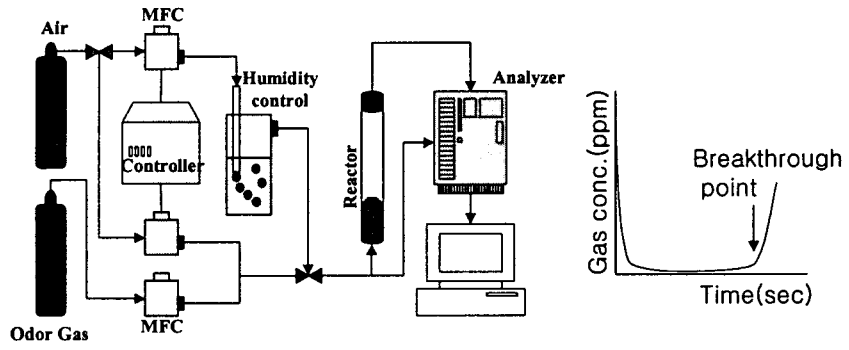 MFC
Air
Humidity
control
Analyzer
Controller
Reactor
Odor Gas
MFC
Gas conc.(ppm)
Breakthrough
point
Time(sec)